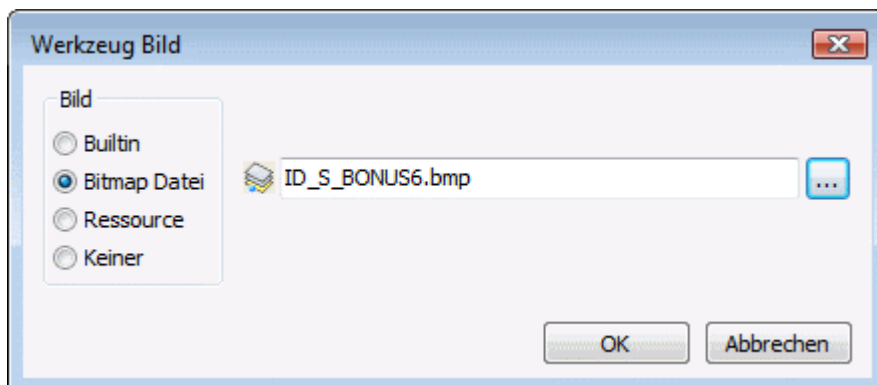 Werkzeug Bild
Bild
Builtin
Bitmap Datei
ID_S_BONUS6.bmp
...
Ressource
Keiner
OK
Abbrechen